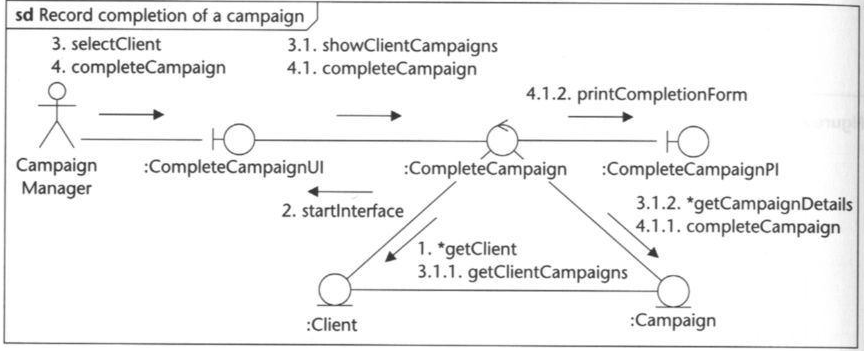 sd Record completion of a campaign
3. selectClient
4. completeCampaign
3.1. showClientCampaigns
4.1. completeCampaign
4.1.2. printCompletionForm
Campaign
Manager
:CompleteCampaignUI
:CompleteCampaign
:CompleteCampaignPI
2. startInterface
3.1.2. *getCampaignDetails
4.1.1. completeCampaign
1. *getClient
3.1.1. getClientCampaigns
:Client
:Campaign